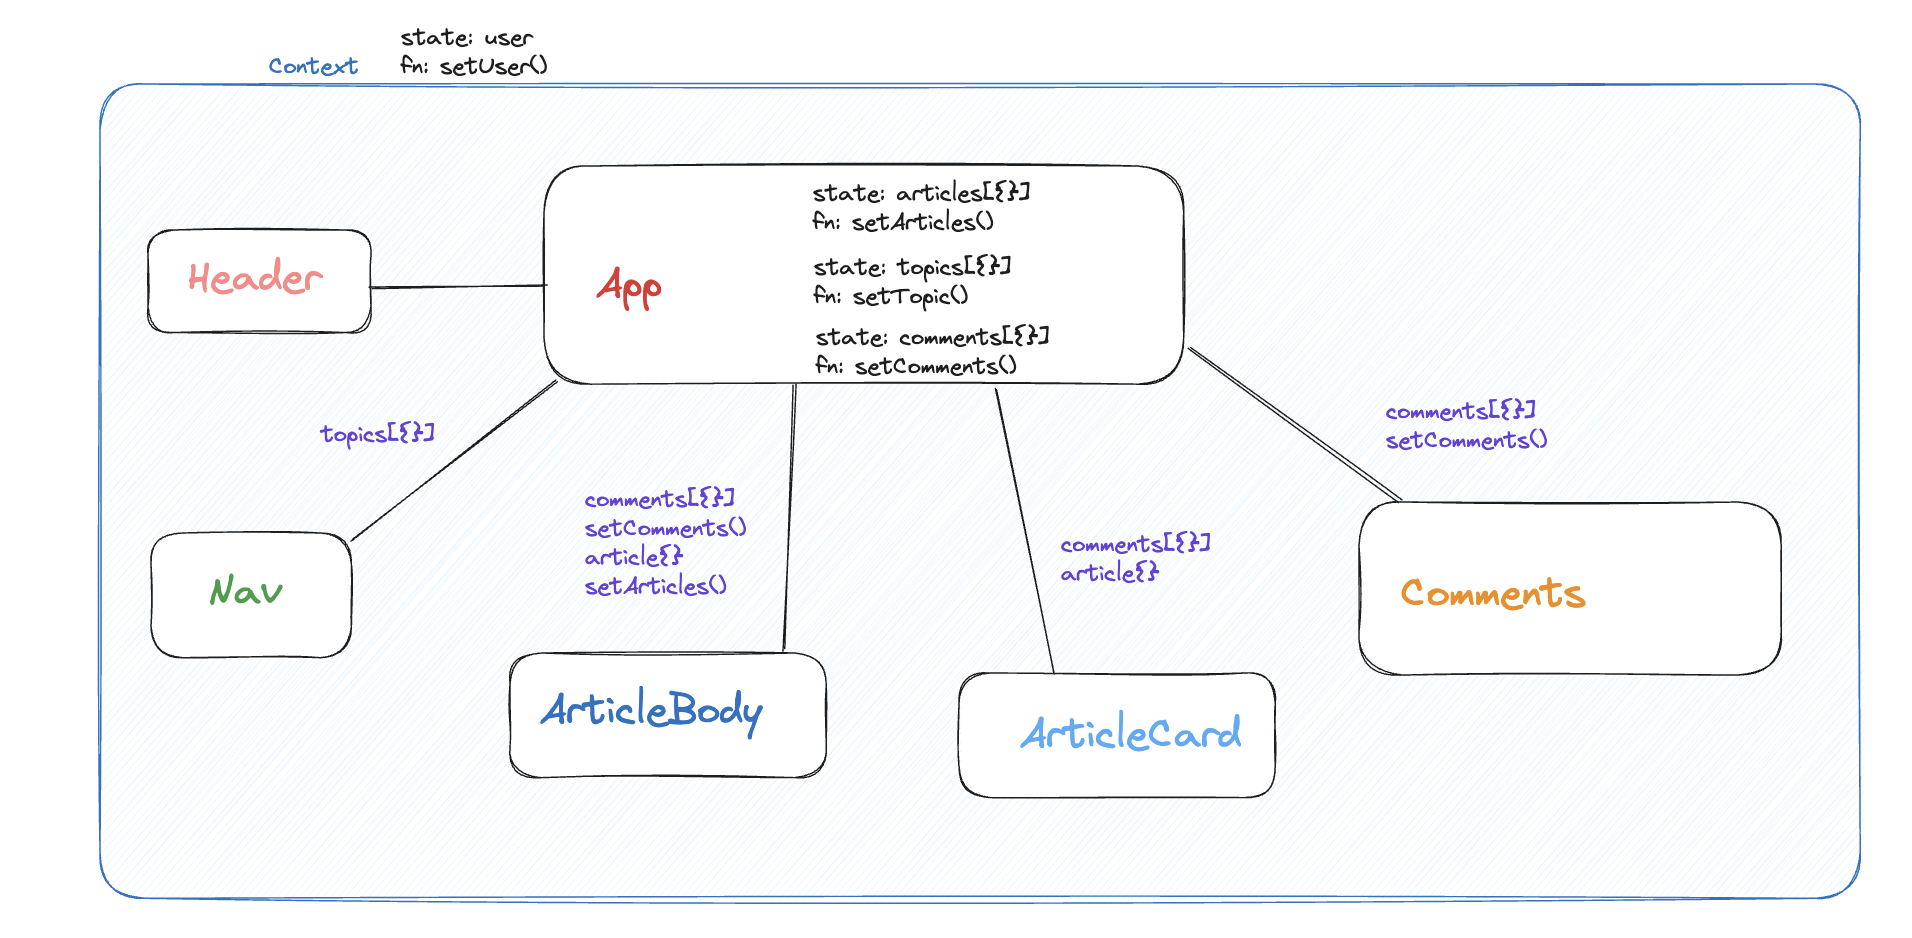 state: user
Context
fn: setUser()
state: articles[{}]
fn: setArticles()
Header
App
state: topics[{}]
fn: setTopic()
state: comments[{}]
fn: setComments()
topics[{}]
comments[{}]
setComments()
article{}
setArticles()
comments[{}]
article{}
comments[{}]
setComments()
Nav
ArticleBody
ArticleCard
Comments